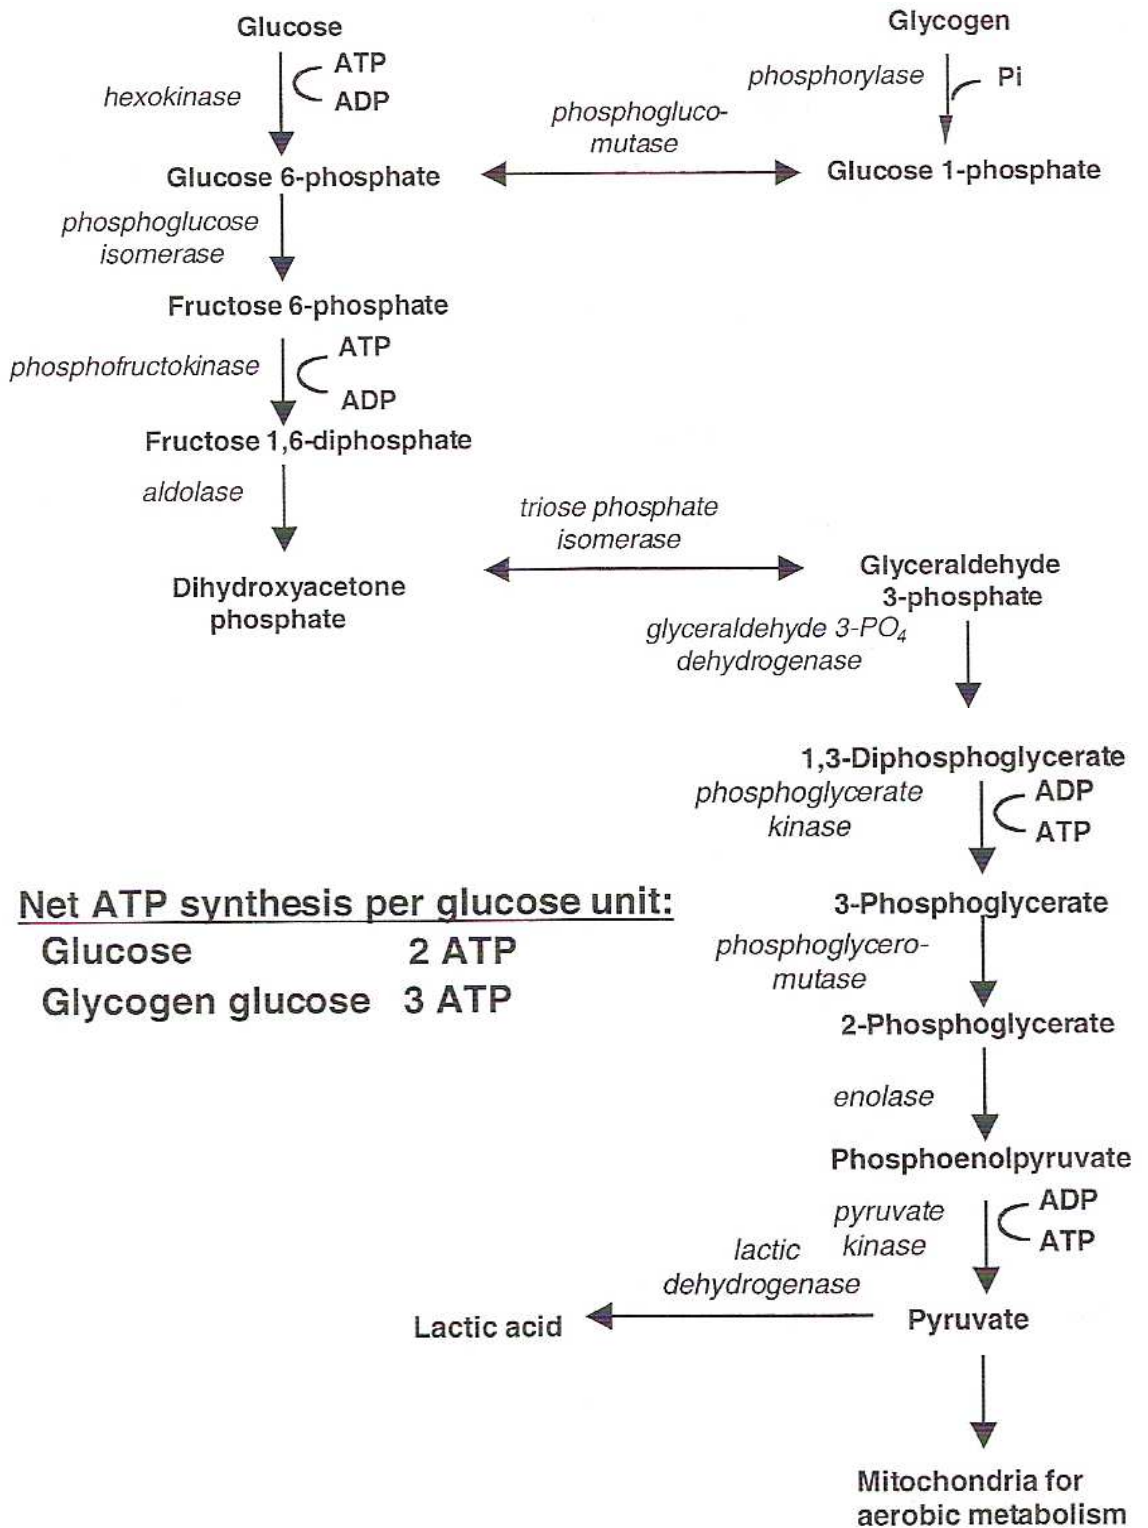 Glucose
ATP
hexokinase
ADP
Glycogen
phosphorylase
Pi
phosphogluco-
mutase
Glucose 6-phosphate
Glucose 1-phosphate
phosphoglucose
isomerase
Fructose 6-phosphate
ATP
phosphofructokinase
ADP
Fructose 1,6-diphosphate
aldolase
triose phosphate
isomerase
Dihydroxyacetone
phosphate
Glyceraldehyde
3-phosphate
glyceraldehyde 3-PO₄
dehydrogenase
1,3-Diphosphoglycerate
phosphoglycerate
kinase
ADP
ATP
Net ATP synthesis per glucose unit:
Glucose 2 ATP
Glycogen glucose 3 ATP
3-Phosphoglycerate
phosphoglycero-
mutase
2-Phosphoglycerate
enolase
Phosphoenolpyruvate
pyruvate
kinase
ADP
ATP
lactic
dehydrogenase
Lactic acid
Pyruvate
Mitochondria for
aerobic metabolism